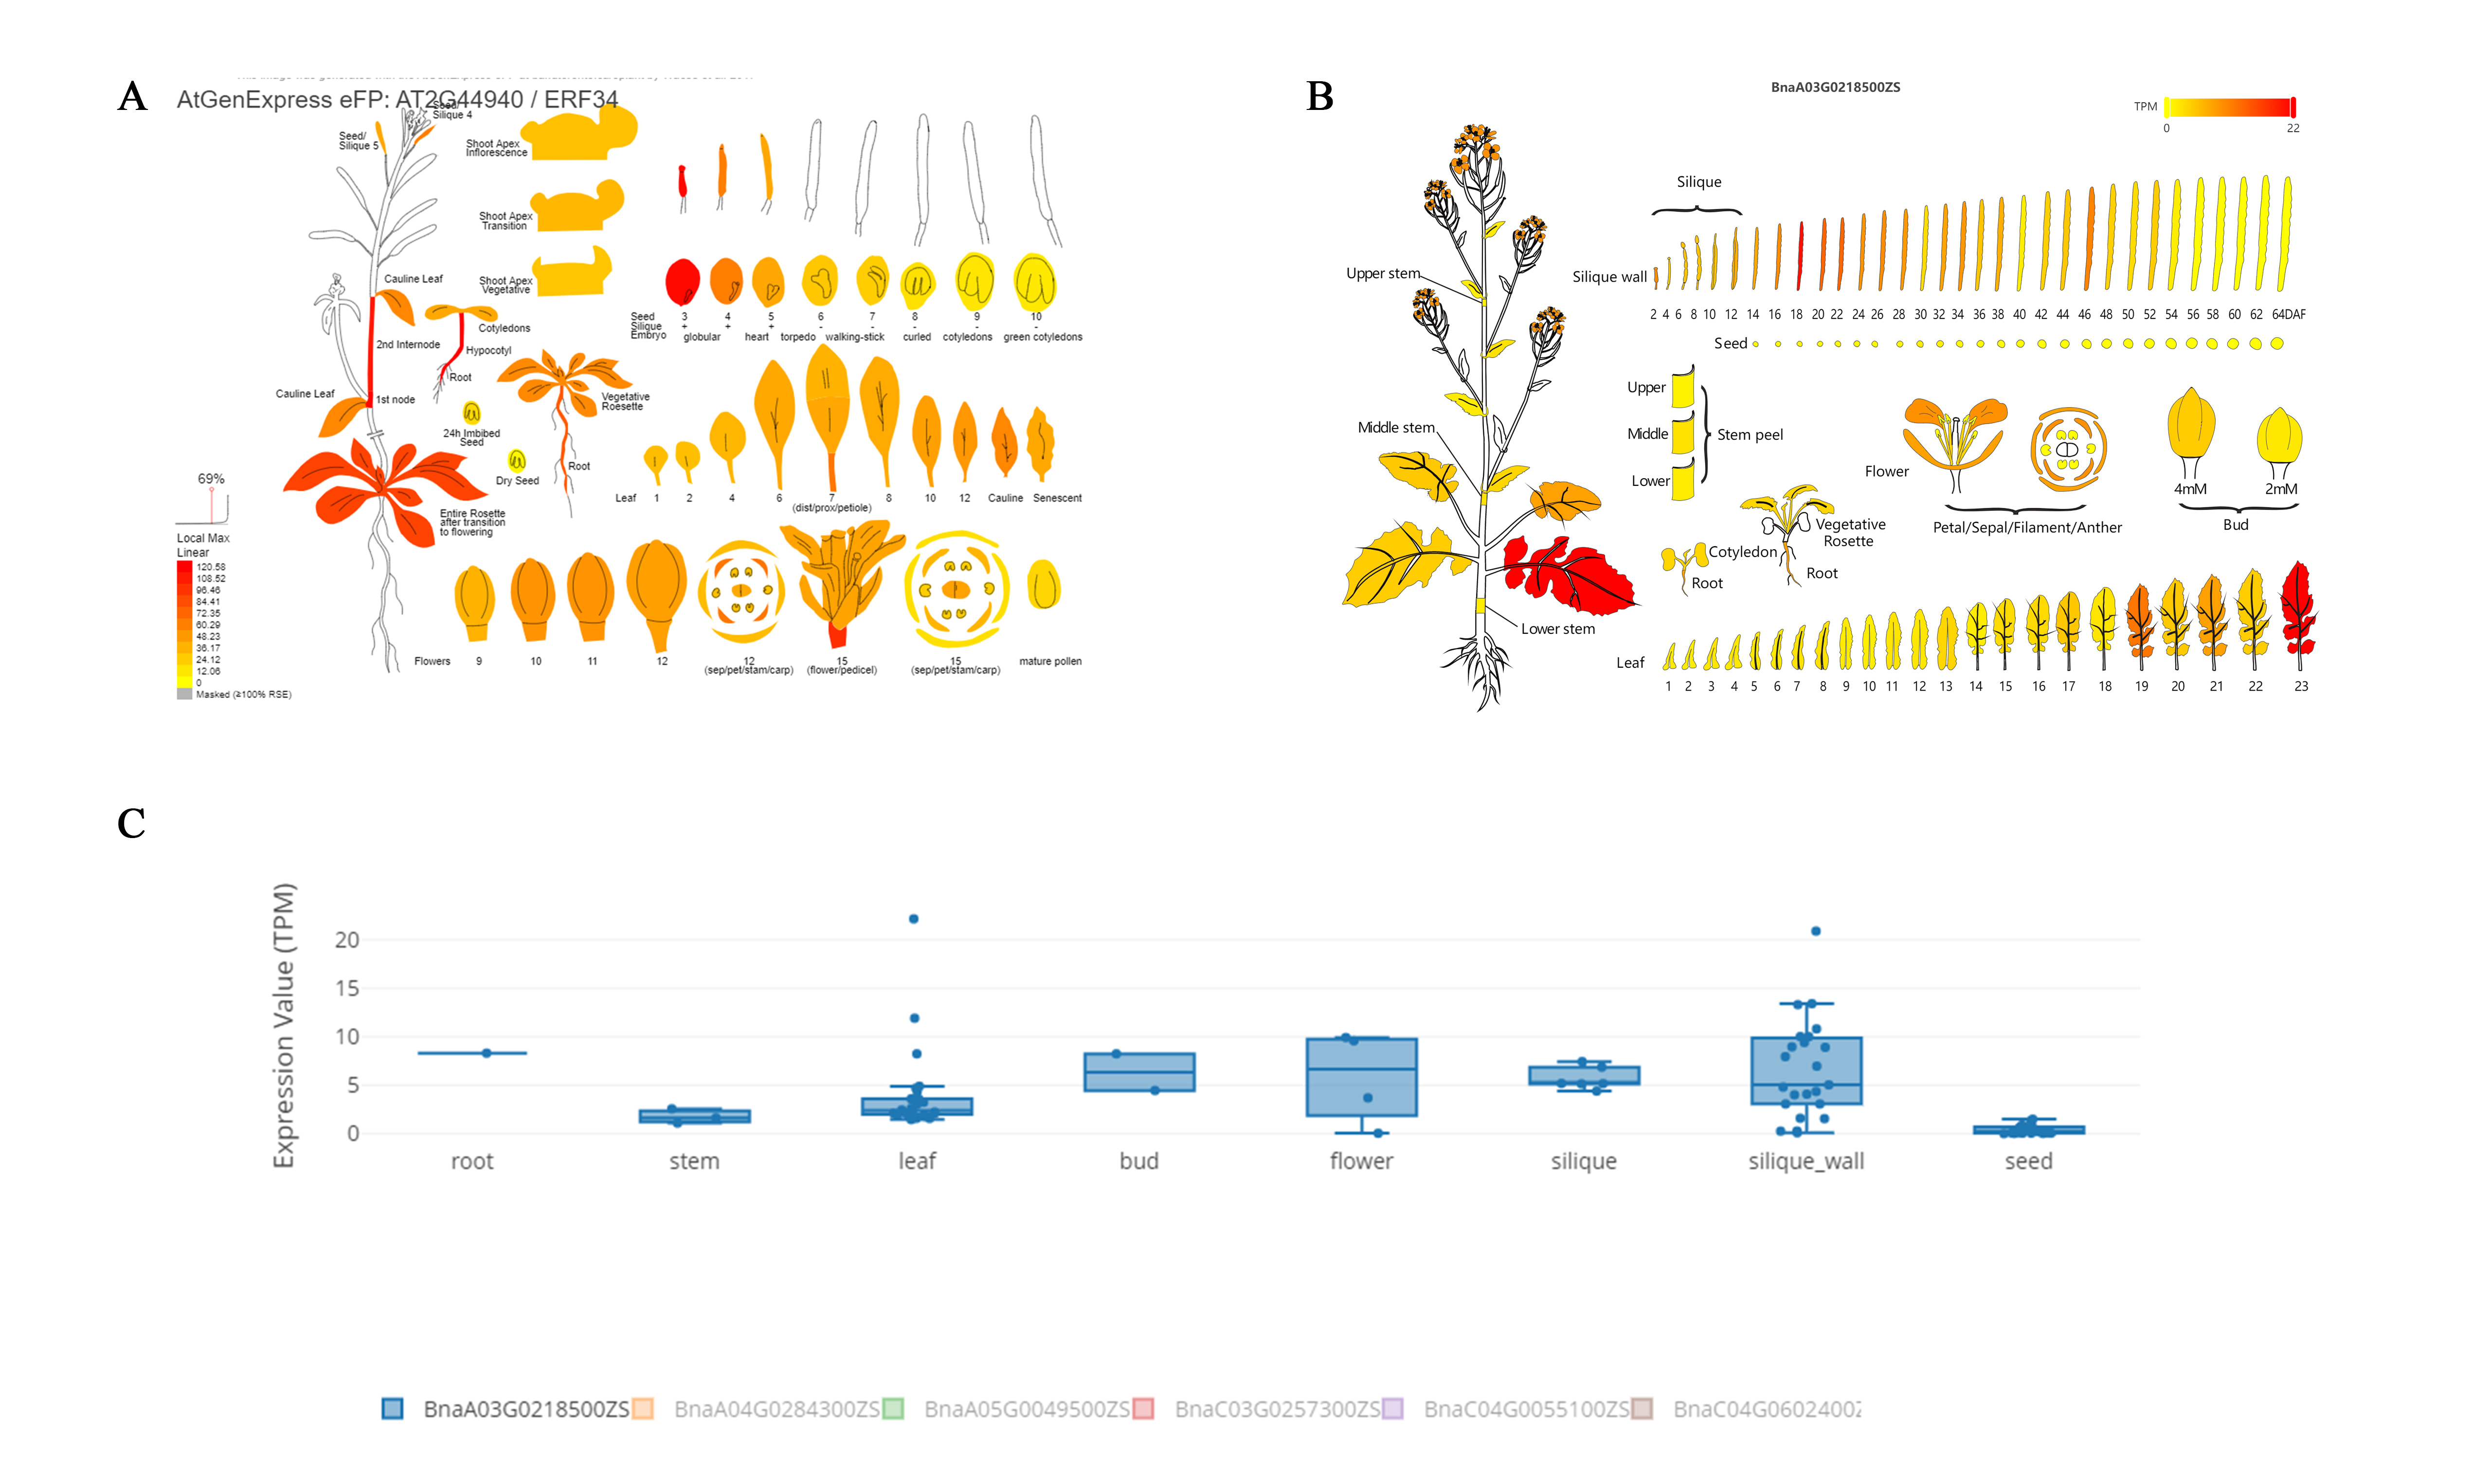 A
AtGenExpress eFP: AT2G44940 / ERF34
Seed/
Silique 4
Seed/
Silique 5
Shoot Apex
Inflorescence
Shoot Apex
Transition
Shoot Apex
Vegetative
Cauline Leaf
Cotyledons
2nd Internode
Hypocotyl
Root
Cauline Leaf
1st node
Vegetative
Roesette
24h Imbibed
Seed
Dry Seed
Root
Entire Rosette
after transition
to flowering
Seed 3 4 5 6 7 8 9 10
Silique + + + - - - - -
Embryo globular heart torpedo walking-stick curled cotyledons green cotyledons
Leaf 1 2 4 6 7 8 10 12 Cauline Senescent
(dist/prox/petiole)
Flowers 9 10 11 12 12 15 15 mature pollen
(sep/pet/stam/carp) (flower/pedicel) (sep/pet/stam/carp)
69%
Local Max
Linear
120.58
108.52
96.46
84.41
72.35
60.29
48.23
36.17
24.12
12.06
0
Masked (≥100% RSE)
B
BnaA03G0218500ZS
TPM
0 22
Silique
Silique wall
2 4 6 8 10 12 14 16 18 20 22 24 26 28 30 32 34 36 38 40 42 44 46 48 50 52 54 56 58 60 62 64DAF
Seed
Upper stem
Middle stem
Lower stem
Upper
Middle
Lower
Stem peel
Flower
Petal/Sepal/Filament/Anther
4mM 2mM
Bud
Cotyledon
Root
Vegetative
Rosette
Root
Leaf
1 2 3 4 5 6 7 8 9 10 11 12 13 14 15 16 17 18 19 20 21 22 23
C
Expression Value (TPM)
20
15
10
5
0
root stem leaf bud flower silique silique_wall seed
BnaA03G0218500ZS BnaA04G0284300ZS BnaA05G0049500ZS BnaC03G0257300ZS BnaC04G0055100ZS BnaC04G0602400Z